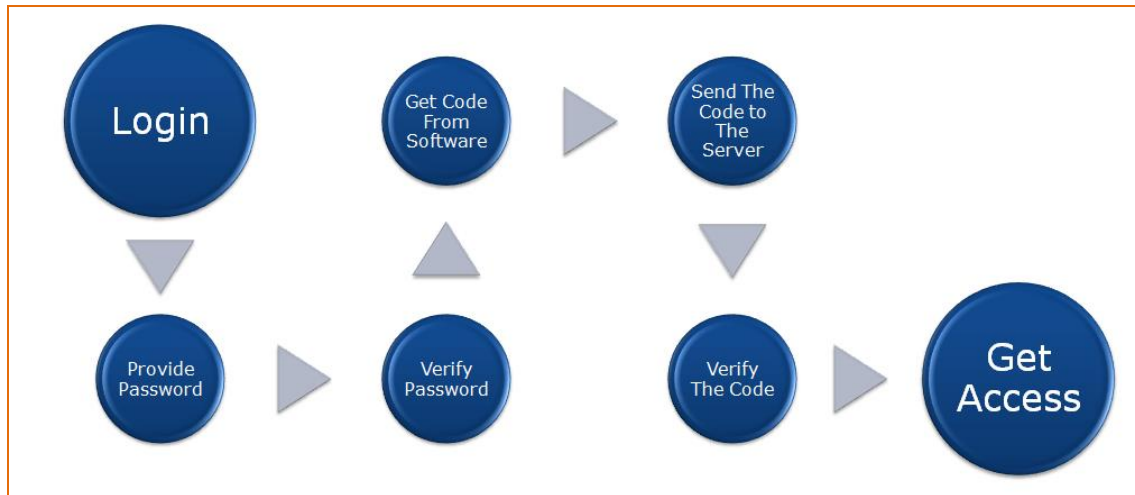 Login
Provide
Password
Verify
Password
Get Code
From
Software
Send The
Code to
The
Server
Verify
The Code
Get
Access